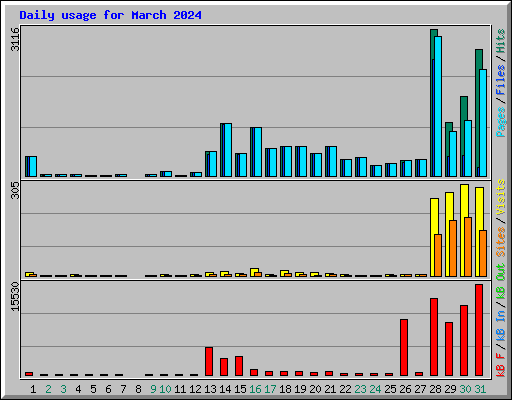 Daily usage for March 2024
3116
Pages / Files / Hits
305
Sites / Visits
15530
kB F / kB In / kB Out
1 2 3 4 5 6 7 8 9 10 11 12 13 14 15 16 17 18 19 20 21 22 23 24 25 26 27 28 29 30 31